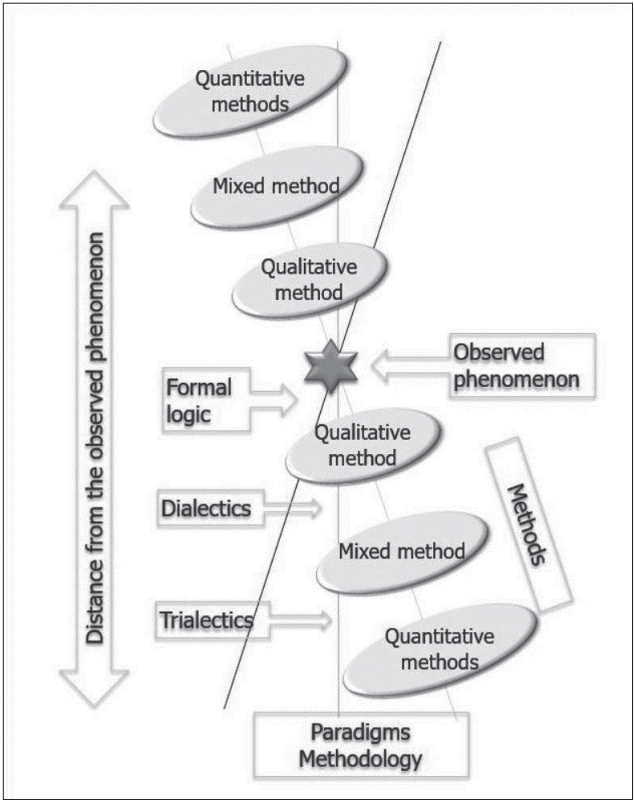 Quantitative
methods
Mixed method
Qualitative
method
Distance from the observed phenomenon
Observed
phenomenon
Formal
logic
Qualitative
method
Dialectics
Methods
Mixed method
Trialectics
Quantitative
methods
Paradigms
Methodology